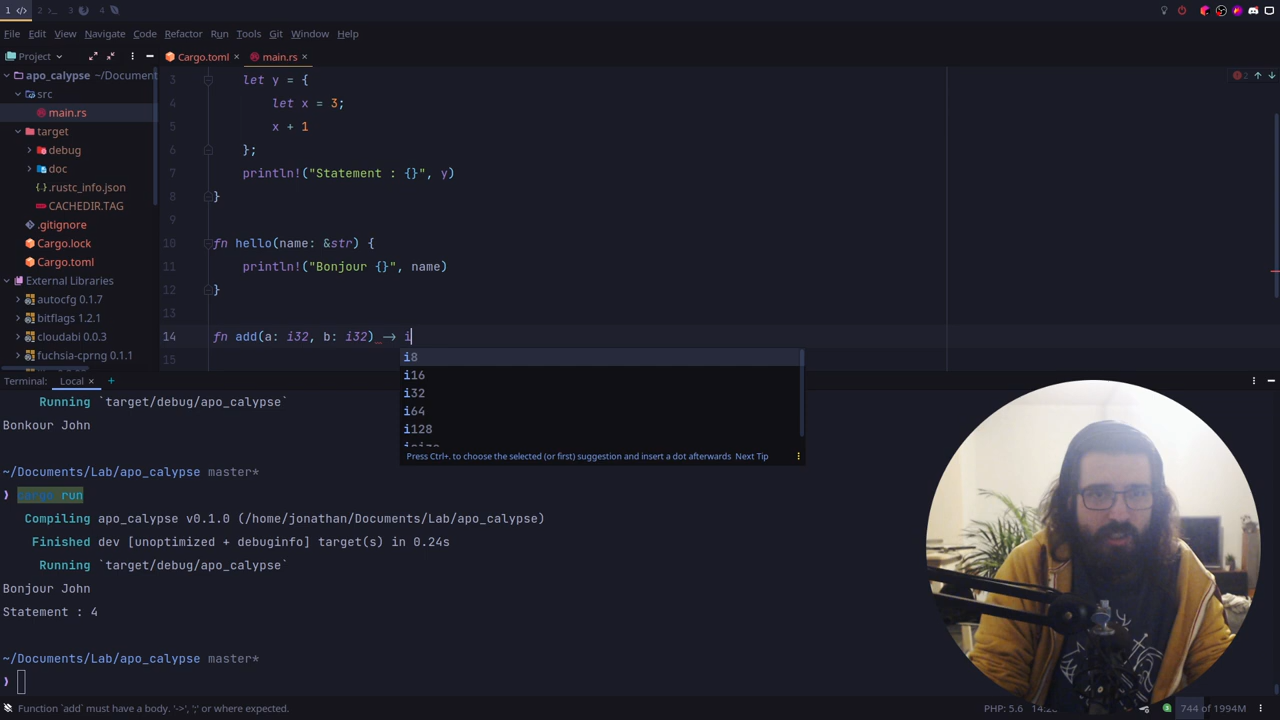 1 </> 2 >_ 3 4
File Edit View Navigate Code Refactor Run Tools Git Window Help
Project
Cargo.toml × main.rs ×
apo_calypse ~/Document
src
main.rs
target
debug
doc
.rustc_info.json
CACHEDIR.TAG
.gitignore
Cargo.lock
Cargo.toml
External Libraries
autocfg 0.1.7
bitflags 1.2.1
cloudabi 0.0.3
fuchsia-cprng 0.1.1
2
3 let y = {
4 let x = 3;
5 x + 1
6 };
7 println!("Statement : {}", y)
8 }
9
10 fn hello(name: &str) {
11 println!("Bonjour {}", name)
12 }
13
14 fn add(a: i32, b: i32) -> i
15
i8
i16
i32
i64
i128
Press Ctrl+. to choose the selected (or first) suggestion and insert a dot afterwards Next Tip
Terminal: Local × +
Running `target/debug/apo_calypse`
Bonkour John
~/Documents/Lab/apo_calypse master*
❯ cargo run
Compiling apo_calypse v0.1.0 (/home/jonathan/Documents/Lab/apo_calypse)
Finished dev [unoptimized + debuginfo] target(s) in 0.24s
Running `target/debug/apo_calypse`
Bonjour John
Statement : 4
~/Documents/Lab/apo_calypse master*
❯
Function `add` must have a body. '->', ';' or where expected.
PHP: 5.6
744 of 1994M